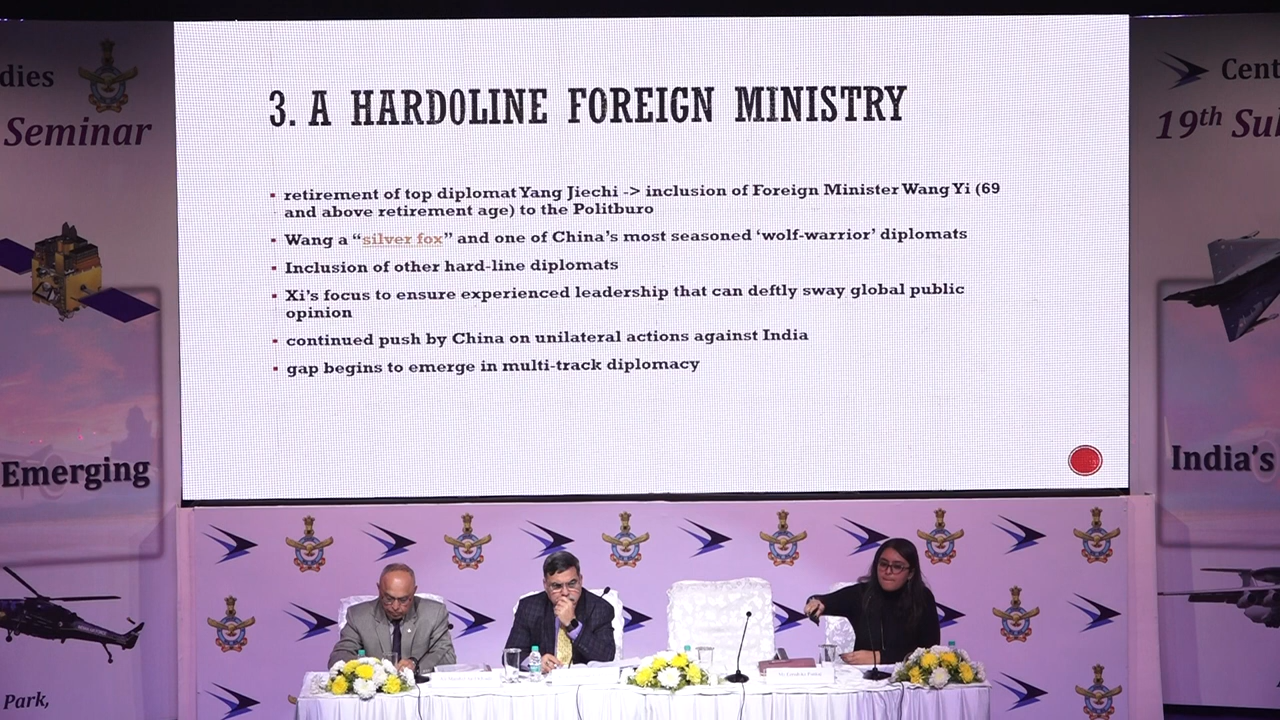 3. A HARDOLINE FOREIGN MINISTRY
▪ retirement of top diplomat Yang Jiechi -> inclusion of Foreign Minister Wang Yi (69
and above retirement age) to the Politburo
▪ Wang a “silver fox” and one of China’s most seasoned ‘wolf-warrior’ diplomats
▪ Inclusion of other hard-line diplomats
▪ Xi’s focus to ensure experienced leadership that can deftly sway global public
opinion
▪ continued push by China on unilateral actions against India
▪ gap begins to emerge in multi-track diplomacy
dies
Seminar
Emerging
Park,
Cent
19th Su
India’s